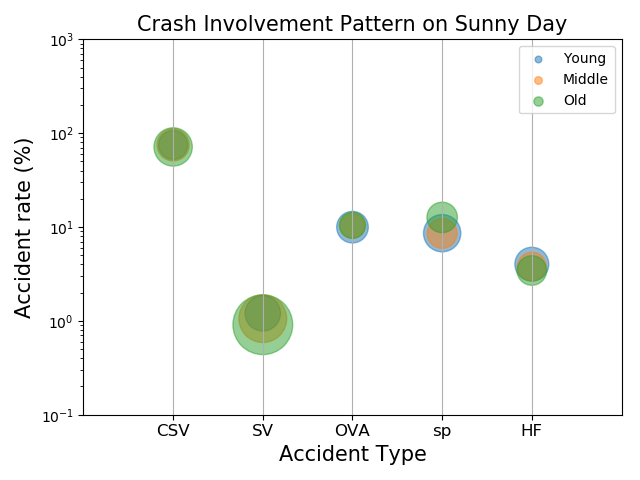 Crash Involvement Pattern on Sunny Day
Young
Middle
Old
Accident rate (%)
10³
10²
10¹
10⁰
10⁻¹
CSV SV OVA sp HF
Accident Type